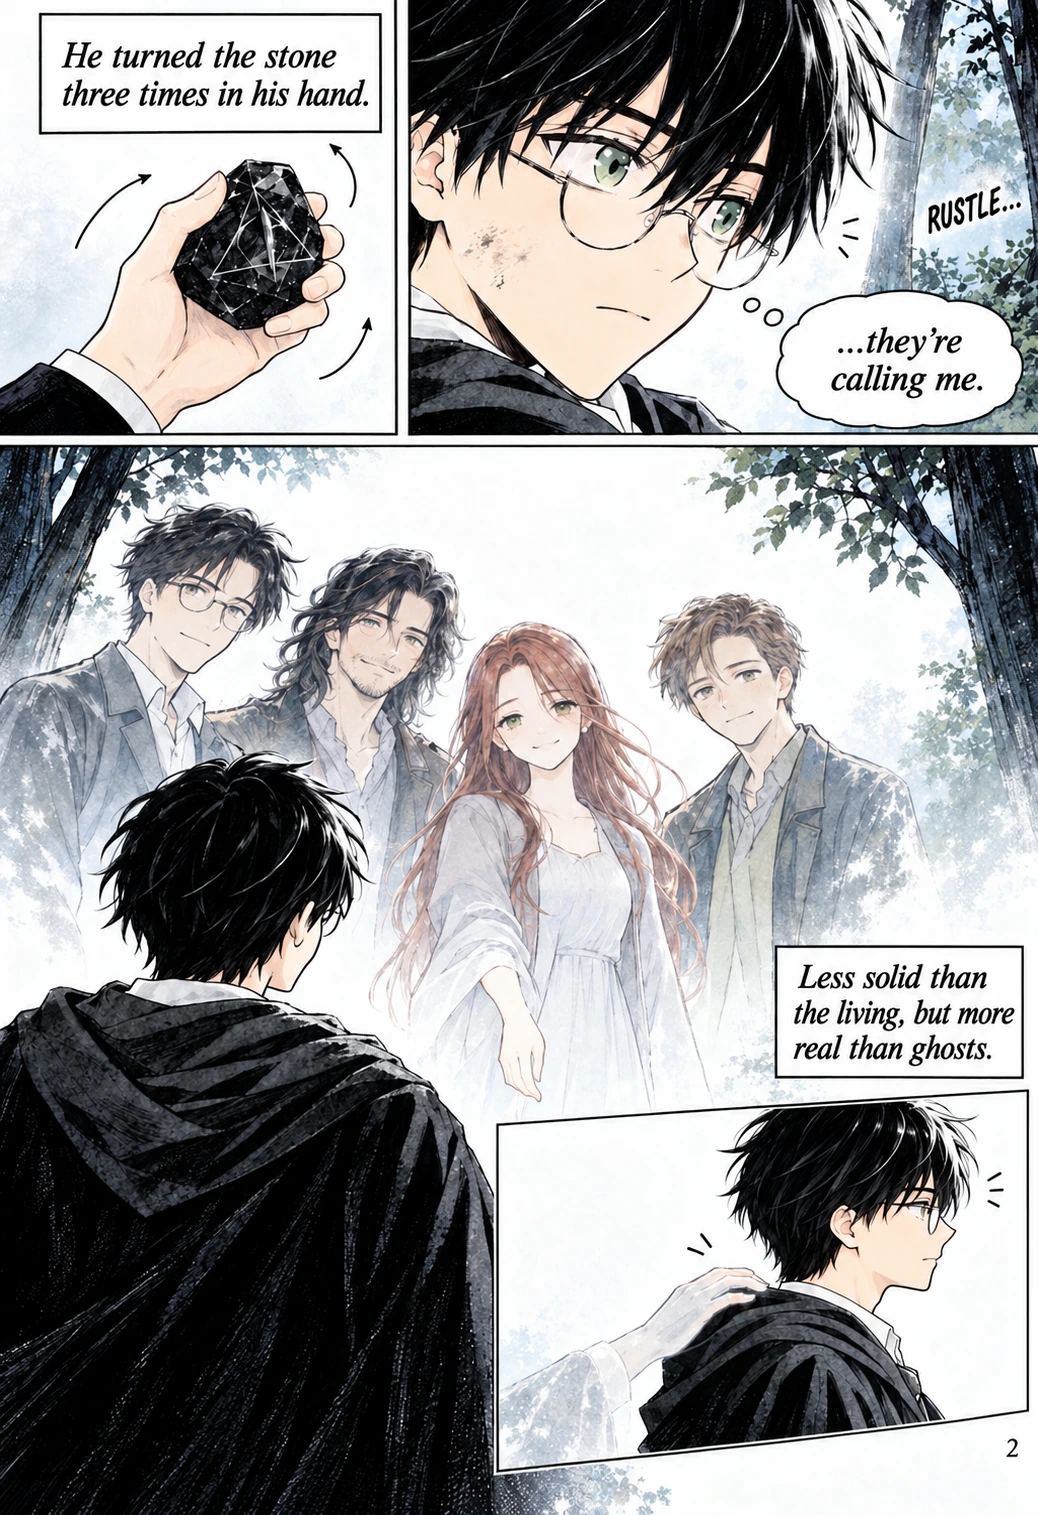 He turned the stone
three times in his hand.
RUSTLE...
...they're
calling me.
Less solid than
the living, but more
real than ghosts.
2